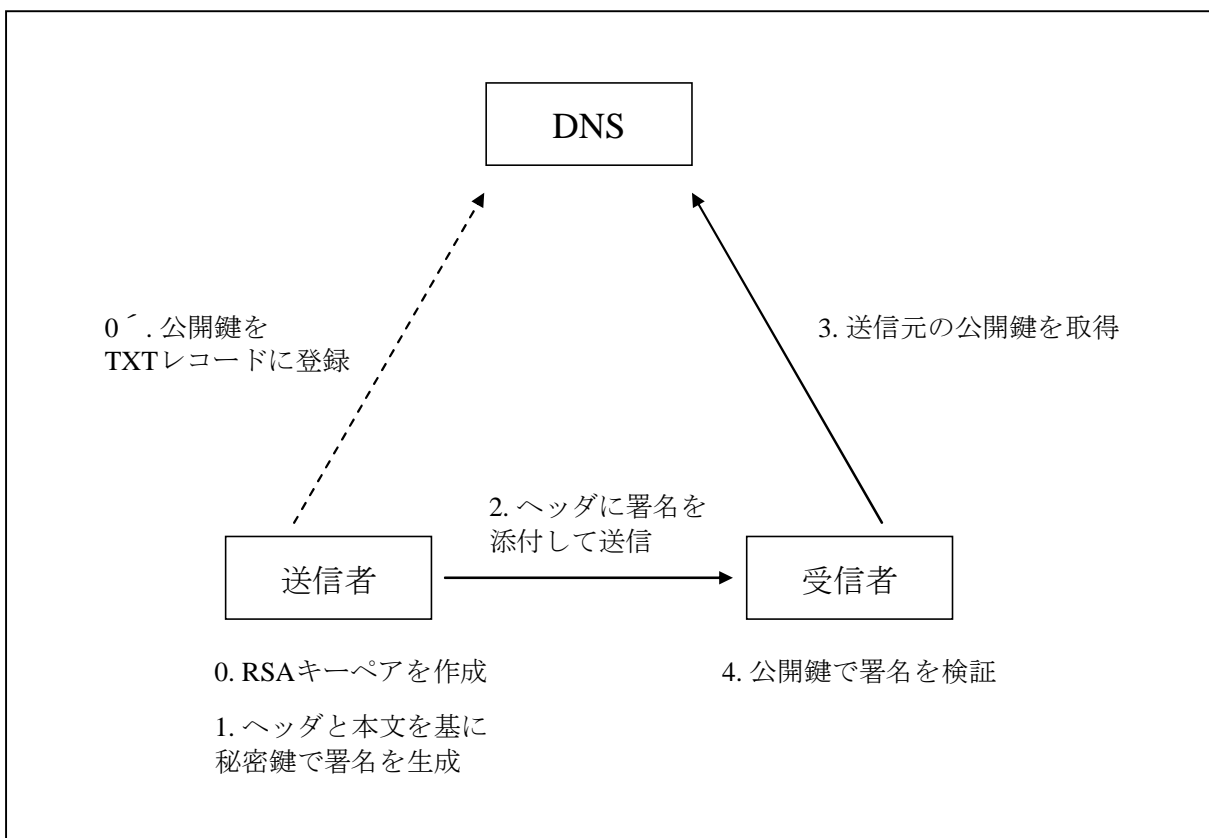 DNS
0´. 公開鍵を
TXTレコードに登録
3. 送信元の公開鍵を取得
2. ヘッダに署名を
添付して送信
送信者
受信者
0. RSAキーペアを作成
4. 公開鍵で署名を検証
1. ヘッダと本文を基に
秘密鍵で署名を生成